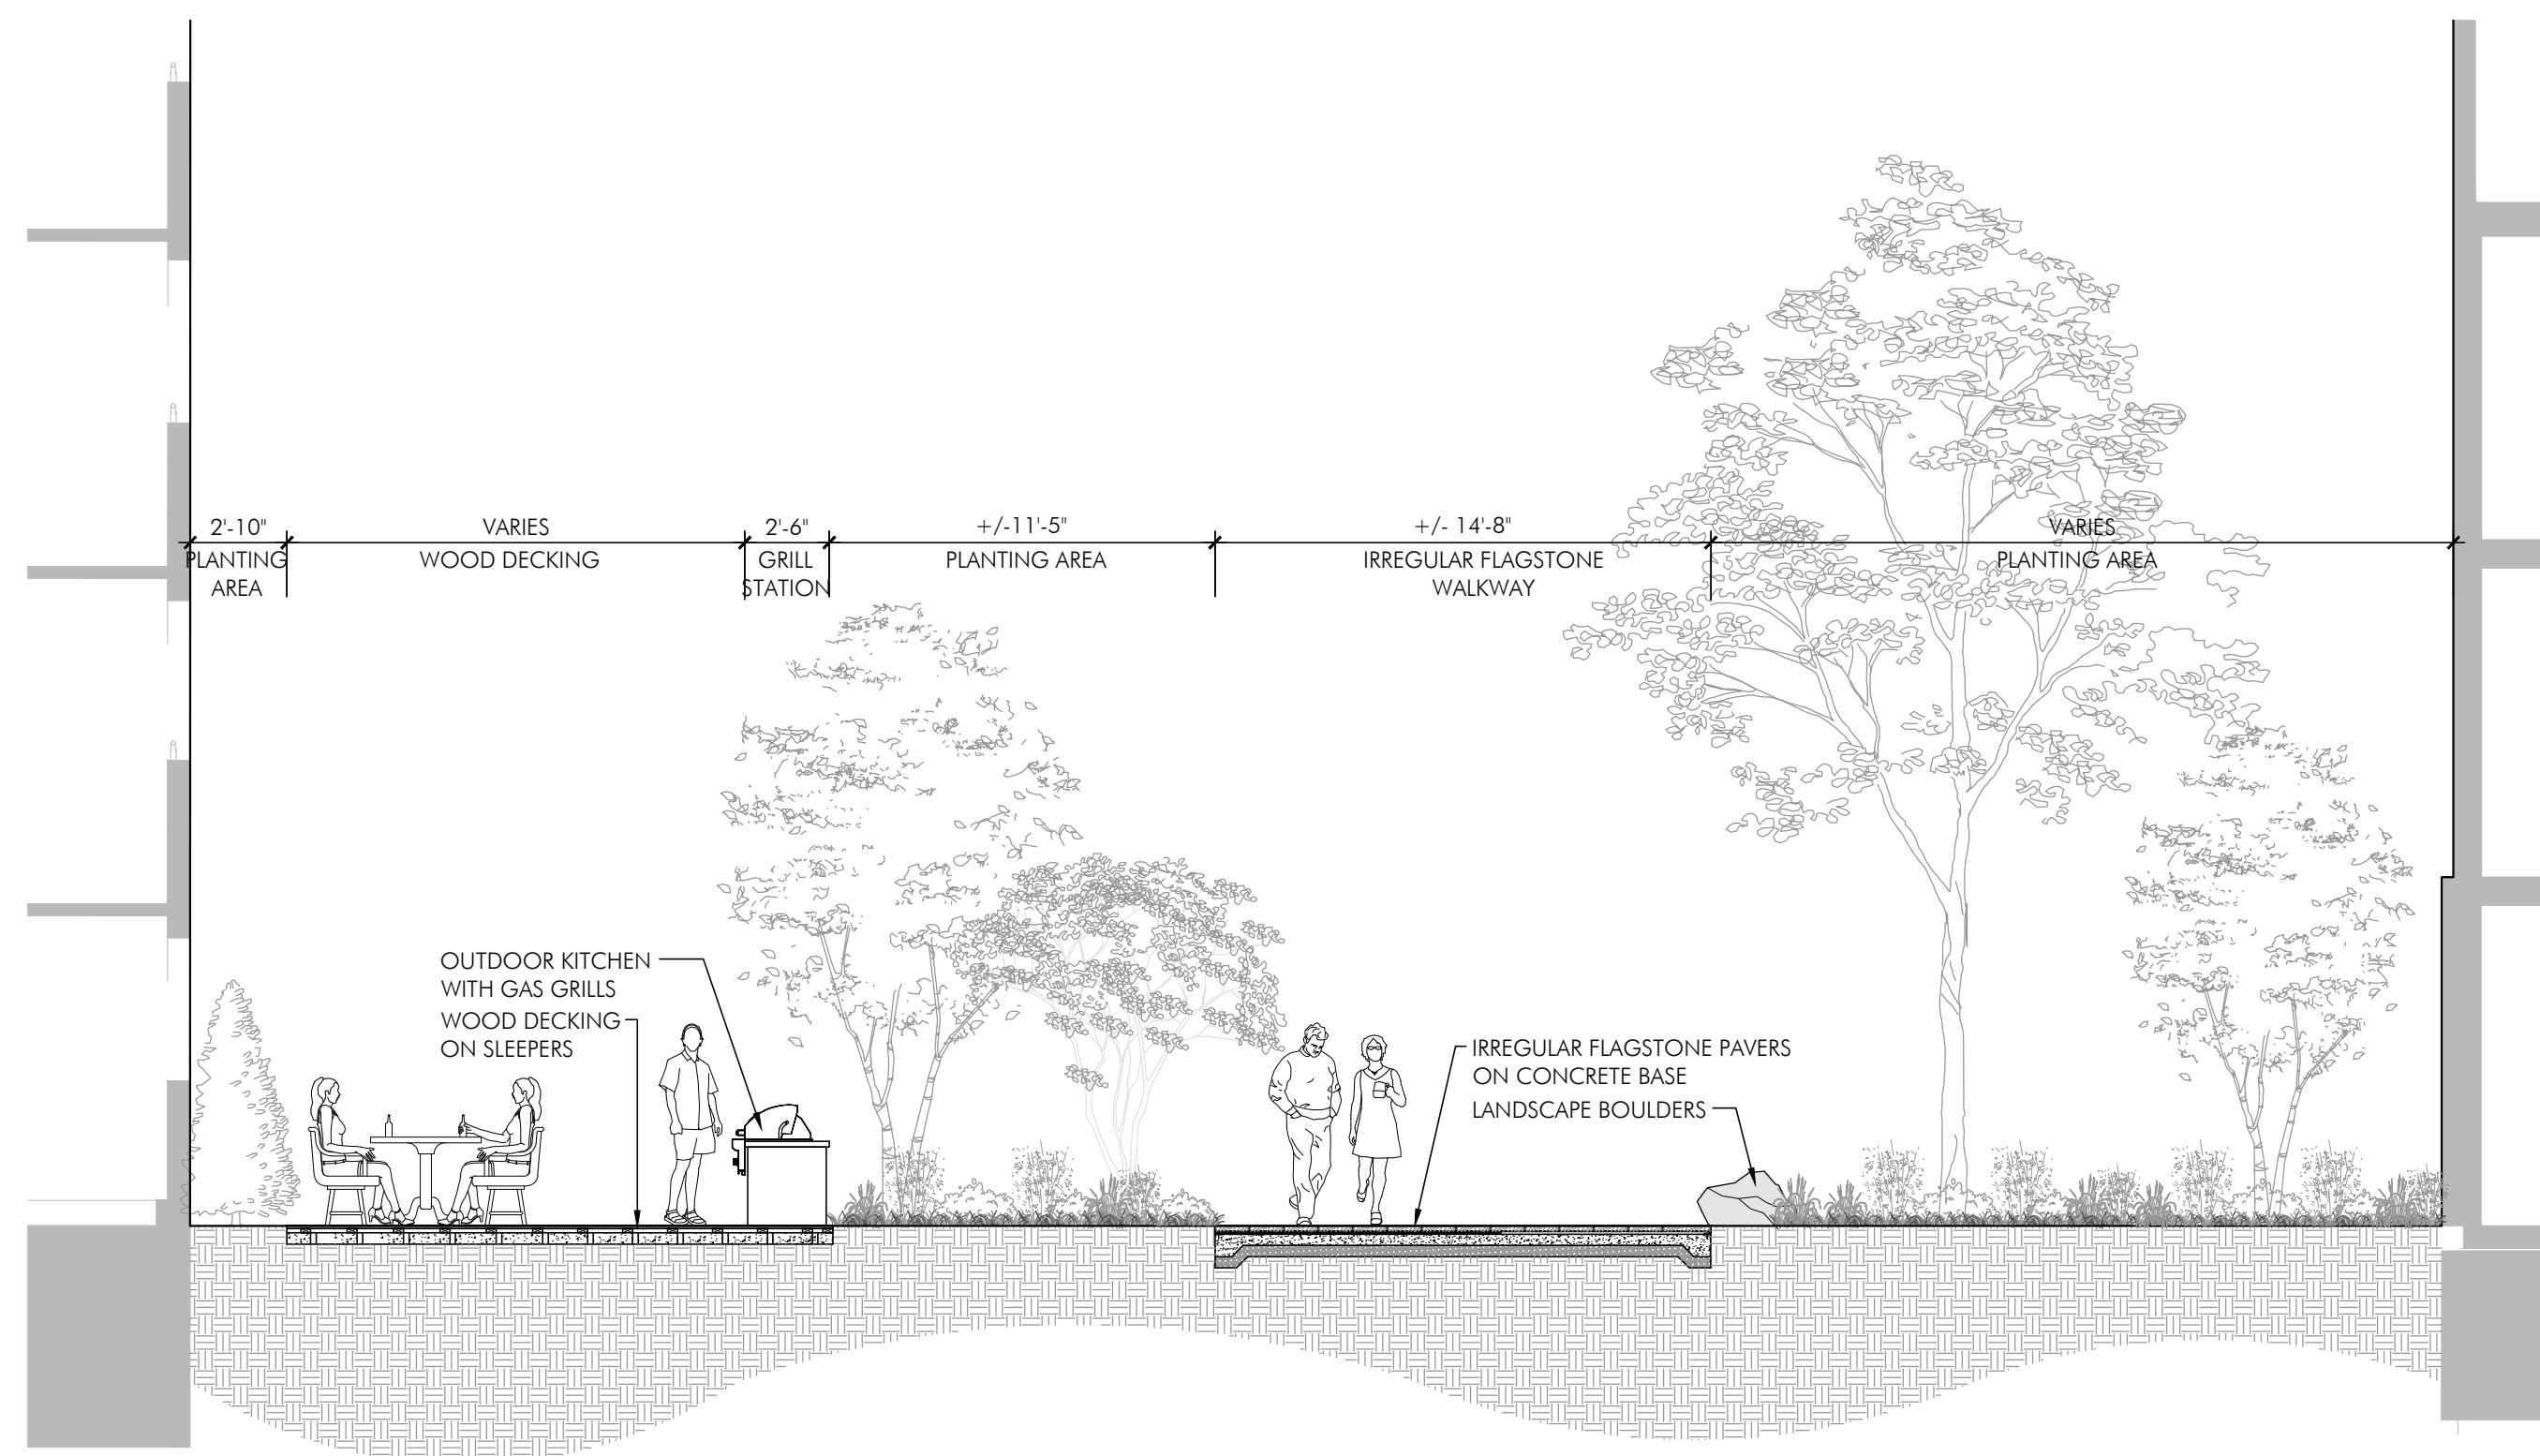 2'-10"
PLANTING
AREA
VARIES
WOOD DECKING
2'-6"
GRILL
STATION
+/-11'-5"
PLANTING AREA
+/- 14'-8"
IRREGULAR FLAGSTONE
WALKWAY
VARIES
PLANTING AREA
OUTDOOR KITCHEN
WITH GAS GRILLS
WOOD DECKING
ON SLEEPERS
IRREGULAR FLAGSTONE PAVERS
ON CONCRETE BASE
LANDSCAPE BOULDERS